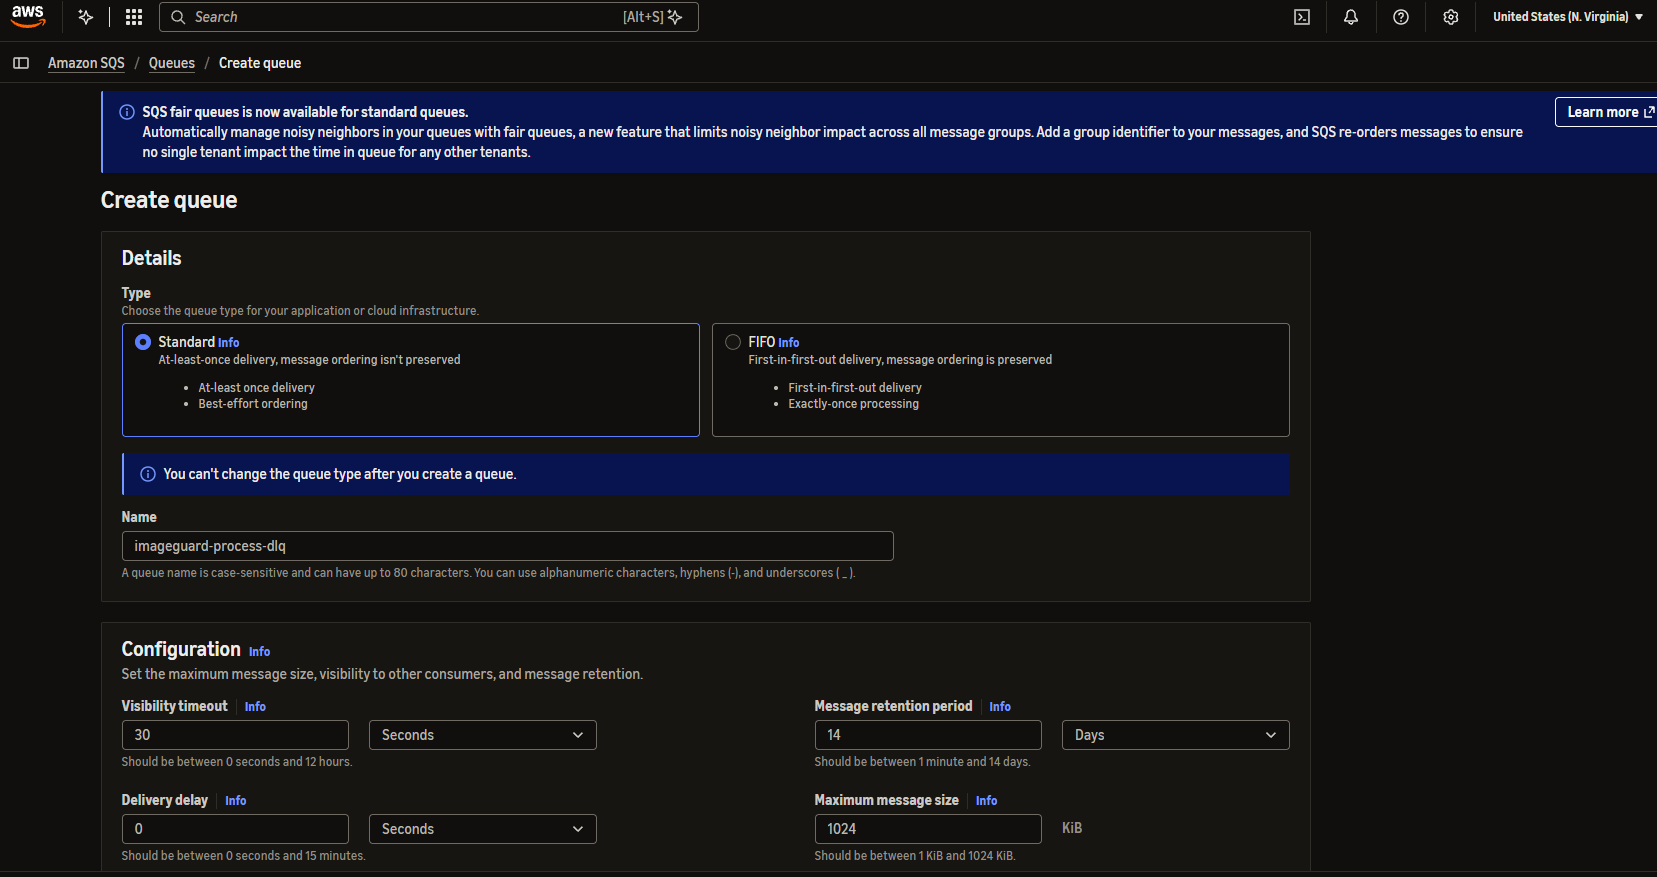 aws
Search
[Alt+S]
United States (N. Virginia)
Amazon SQS / Queues / Create queue
SQS fair queues is now available for standard queues.
Automatically manage noisy neighbors in your queues with fair queues, a new feature that limits noisy neighbor impact across all message groups. Add a group identifier to your messages, and SQS re-orders messages to ensure
no single tenant impact the time in queue for any other tenants.
Learn more
Create queue
Details
Type
Choose the queue type for your application or cloud infrastructure.
Standard Info
At-least-once delivery, message ordering isn't preserved
• At-least once delivery
• Best-effort ordering
FIFO Info
First-in-first-out delivery, message ordering is preserved
• First-in-first-out delivery
• Exactly-once processing
You can't change the queue type after you create a queue.
Name
imageguard-process-dlq
A queue name is case-sensitive and can have up to 80 characters. You can use alphanumeric characters, hyphens (-), and underscores ( _ ).
Configuration Info
Set the maximum message size, visibility to other consumers, and message retention.
Visibility timeout Info
30
Seconds
Should be between 0 seconds and 12 hours.
Message retention period Info
14
Days
Should be between 1 minute and 14 days.
Delivery delay Info
0
Seconds
Should be between 0 seconds and 15 minutes.
Maximum message size Info
1024
KiB
Should be between 1 KiB and 1024 KiB.